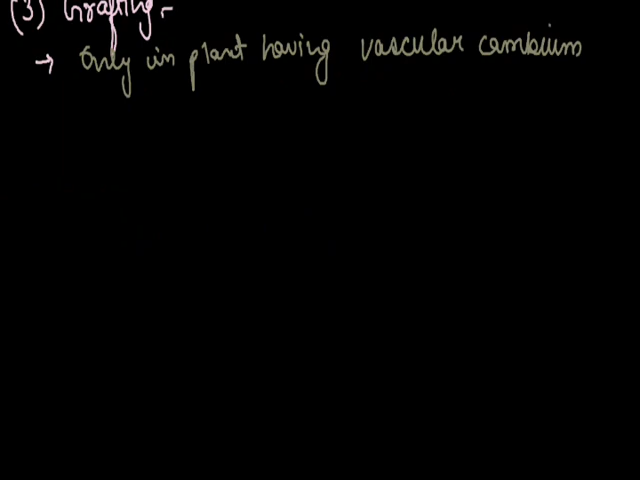 (3) Grafting :-
→ Only in plant having vascular cambium